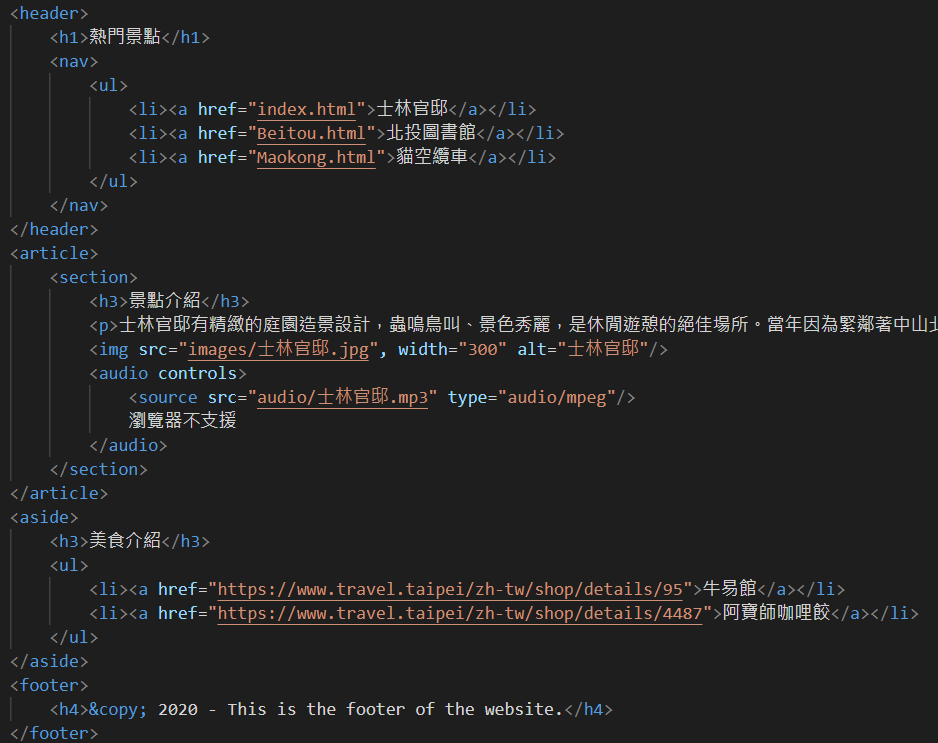 <header>
<h1>熱門景點</h1>
<nav>
<ul>
<li><a href="index.html">士林官邸</a></li>
<li><a href="Beitou.html">北投圖書館</a></li>
<li><a href="Maokong.html">貓空纜車</a></li>
</ul>
</nav>
</header>
<article>
<section>
<h3>景點介紹</h3>
<p>士林官邸有精緻的庭園造景設計，蟲鳴鳥叫、景色秀麗，是休閒遊憩的絕佳場所。當年因為緊鄰著中山北
<img src="images/士林官邸.jpg", width="300" alt="士林官邸"/>
<audio controls>
<source src="audio/士林官邸.mp3" type="audio/mpeg"/>
瀏覽器不支援
</audio>
</section>
</article>
<aside>
<h3>美食介紹</h3>
<ul>
<li><a href="https://www.travel.taipei/zh-tw/shop/details/95">牛易館</a></li>
<li><a href="https://www.travel.taipei/zh-tw/shop/details/4487">阿寶師咖哩餃</a></li>
</ul>
</aside>
<footer>
<h4>&copy; 2020 - This is the footer of the website.</h4>
</footer>